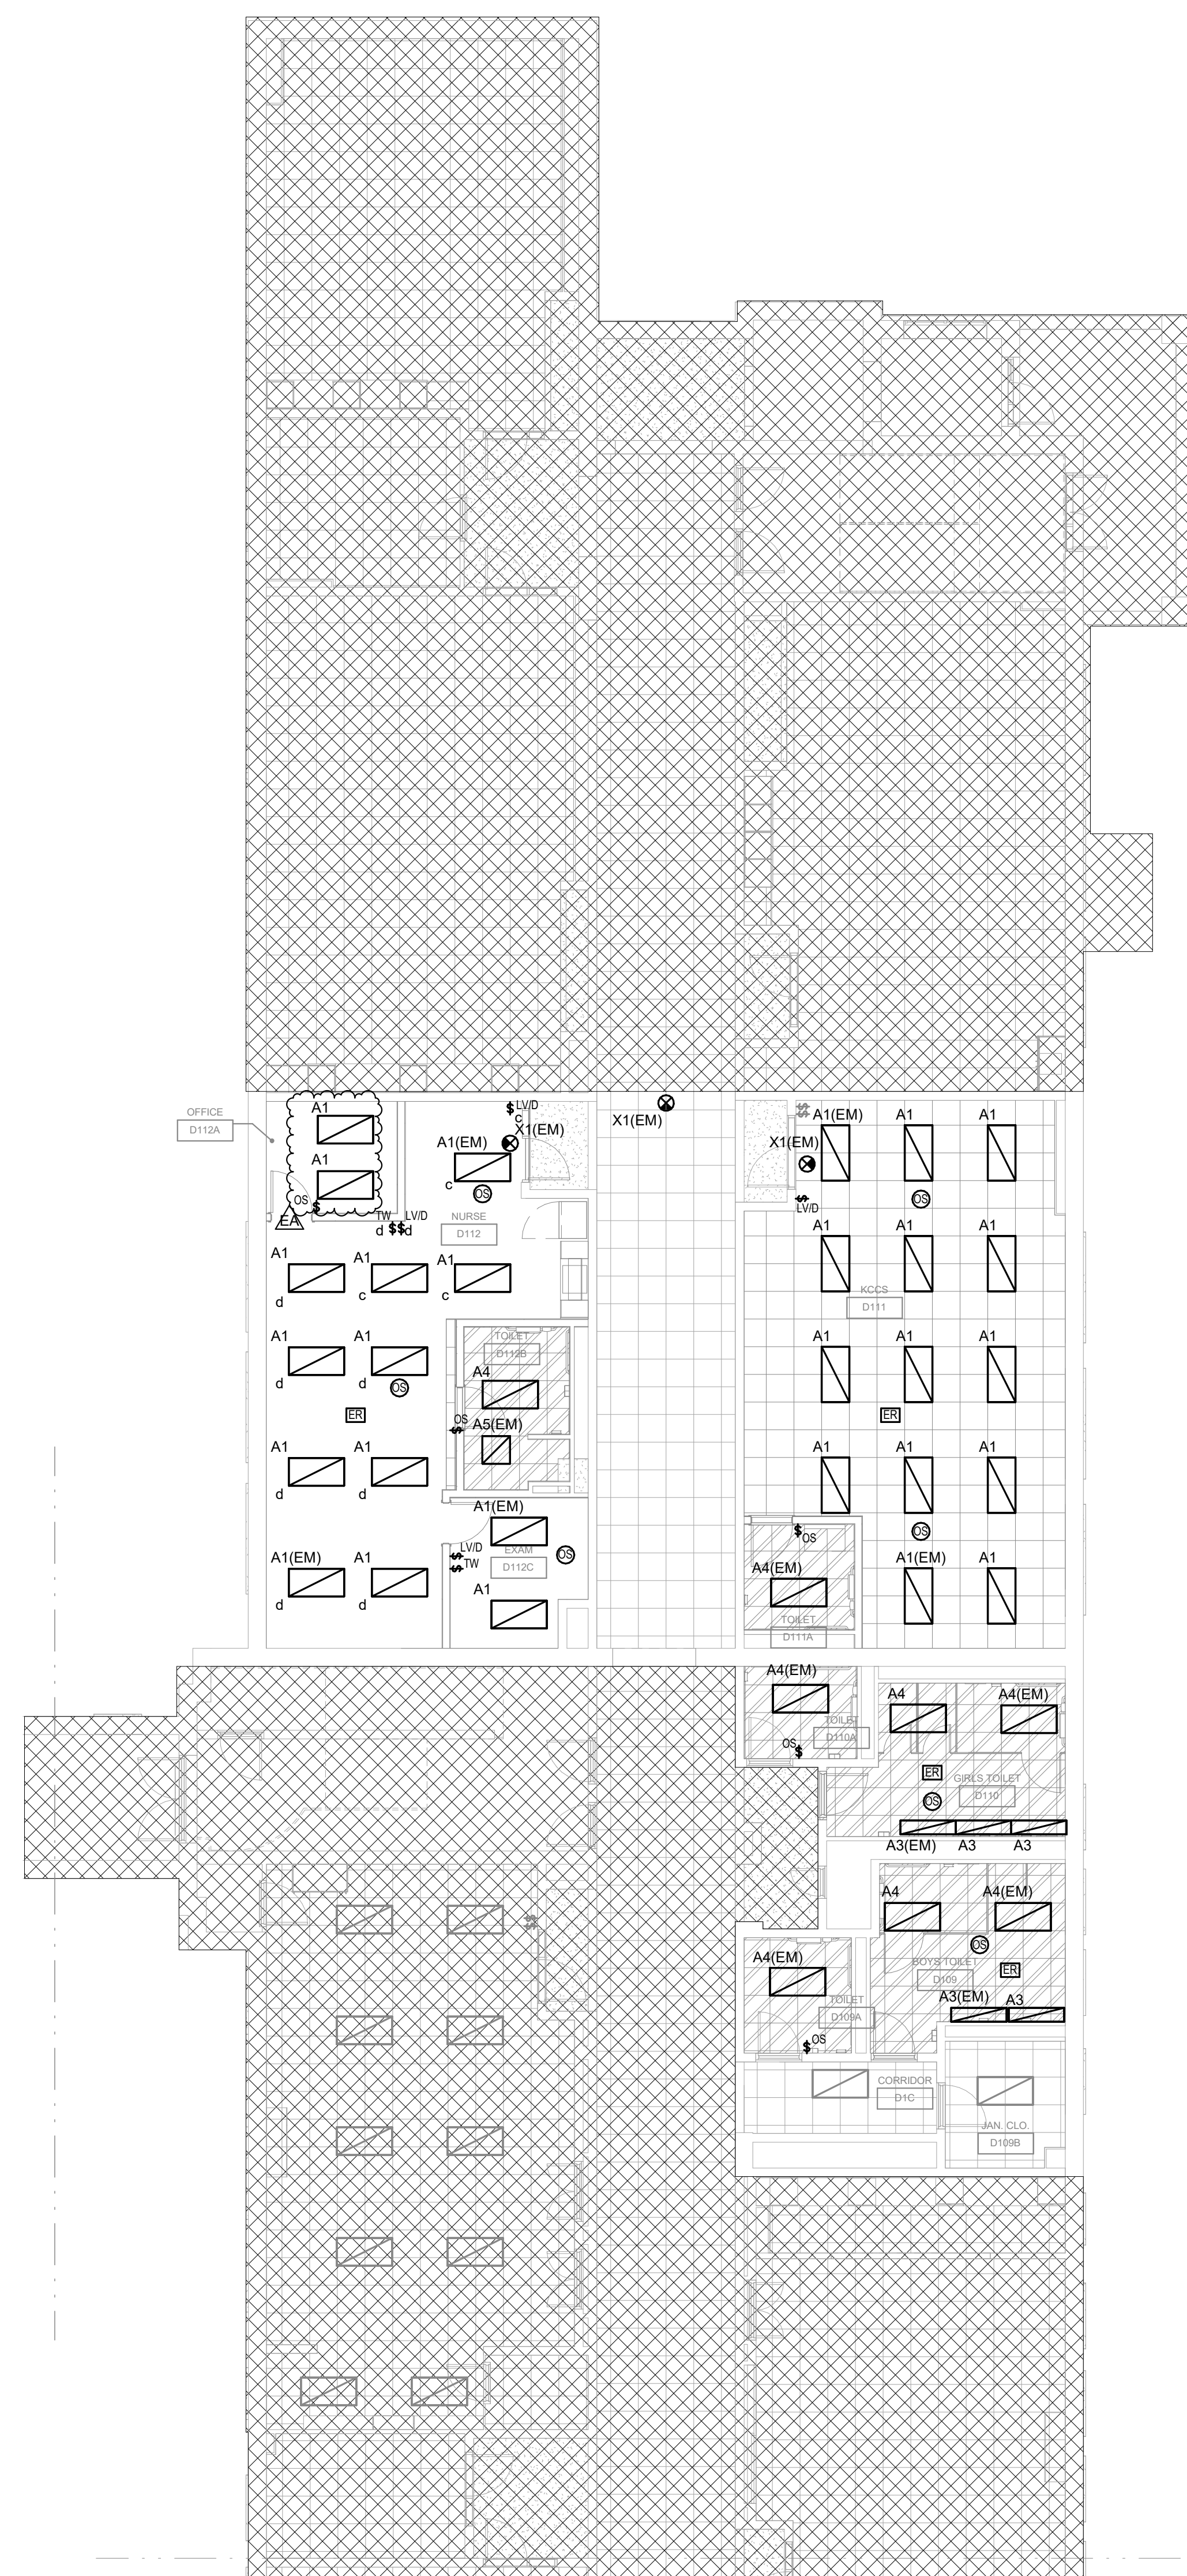 OFFICE
D112A
A1
A1
OS
$
EA
$ LV/D
c
X1(EM)
A1(EM)
c
OS
TW
d
$$
LV/D
d
NURSE
D112
A1
d
A1
c
A1
c
A1
d
A1
d
OS
ER
A1
d
A1
d
A1(EM)
d
A1
d
TOILET
D112B
A4
OS
$
A5(EM)
A1(EM)
LV/D
$
$
TW
EXAM
D112C
OS
A1
X1(EM)
$$
X1(EM)
$
LV/D
A1(EM)
A1
A1
OS
A1
A1
A1
KCCS
D111
A1
A1
A1
ER
A1
A1
A1
OS
A1(EM)
A1
$
OS
A4(EM)
TOILET
D111A
A4(EM)
TOILET
D110A
OS
$
A4
A4(EM)
ER
OS
GIRLS TOILET
D110
A3(EM)
A3
A3
A4
A4(EM)
OS
ER
BOYS TOILET
D109
A3(EM)
A3
A4(EM)
TOILET
D109A
$
OS
CORRIDOR
D1C
JAN. CLO.
D109B
$$